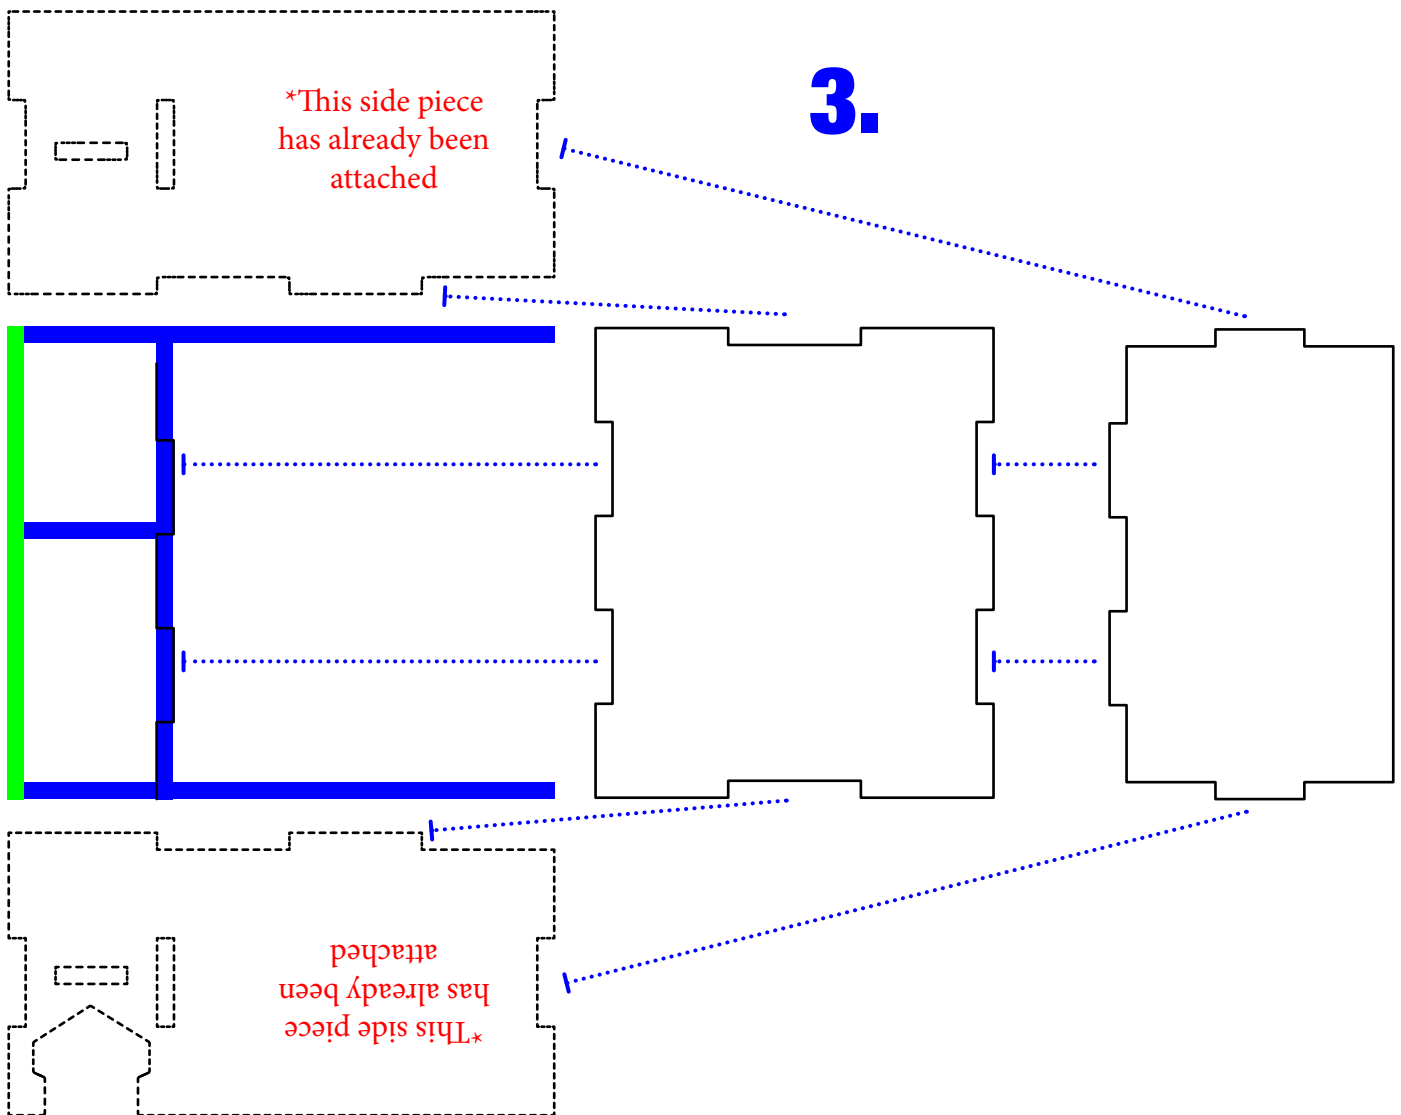 3.
*This side piece
has already been
attached
*This side piece
has already been
attached